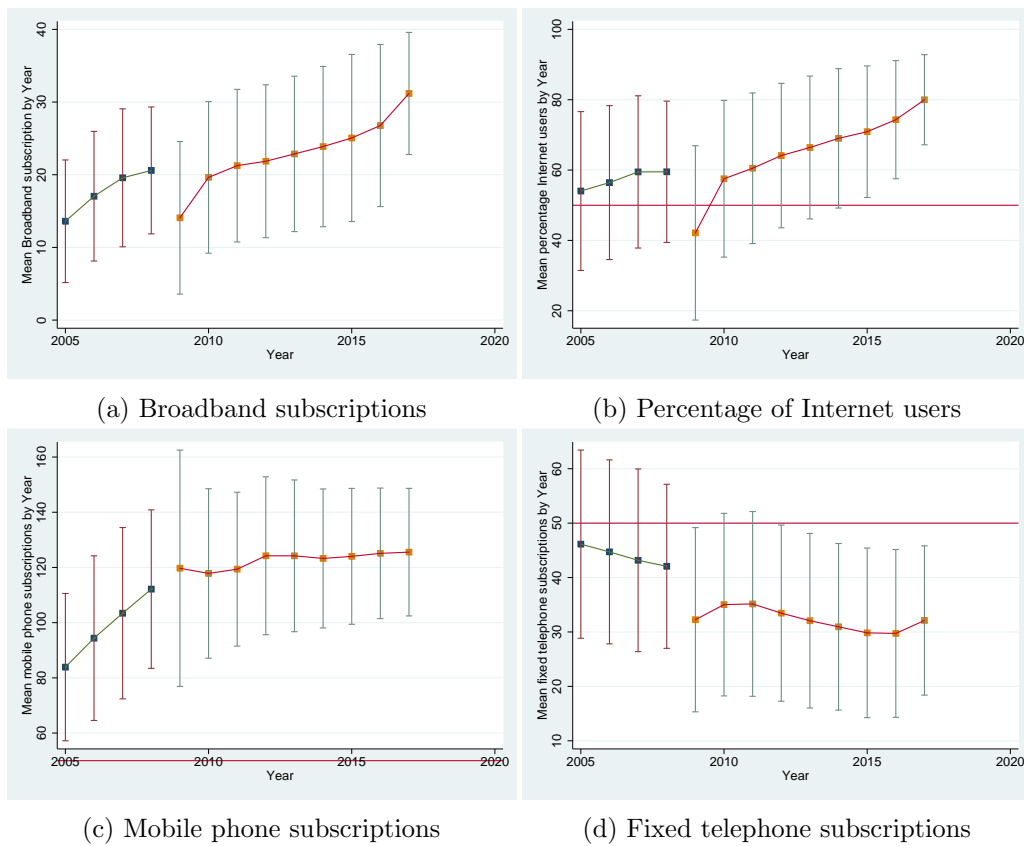 Mean Broadband subscription by Year
40
30
20
10
0
2005 2010 2015 2020
Year
(a) Broadband subscriptions
Mean percentage Internet users by Year
100
80
60
40
20
2005 2010 2015 2020
Year
(b) Percentage of Internet users
Mean mobile phone subscriptions by Year
160
140
120
100
80
60
2005 2010 2015 2020
Year
(c) Mobile phone subscriptions
Mean fixed telephone subscriptions by Year
60
50
40
30
20
10
2005 2010 2015 2020
Year
(d) Fixed telephone subscriptions